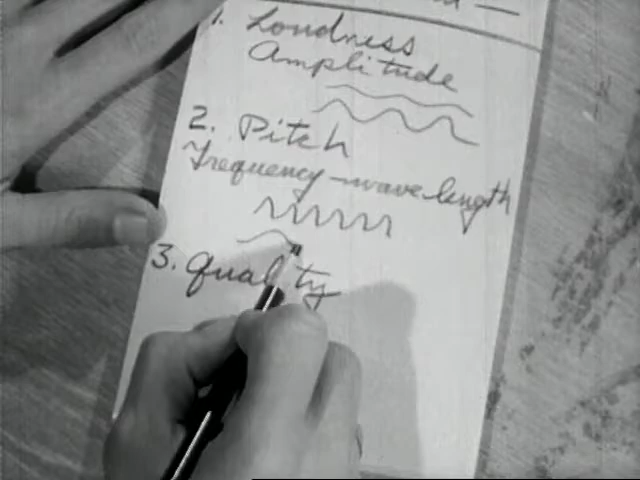 1. Loudness
Amplitude
2. Pitch
Frequency - wave length
3. Quality